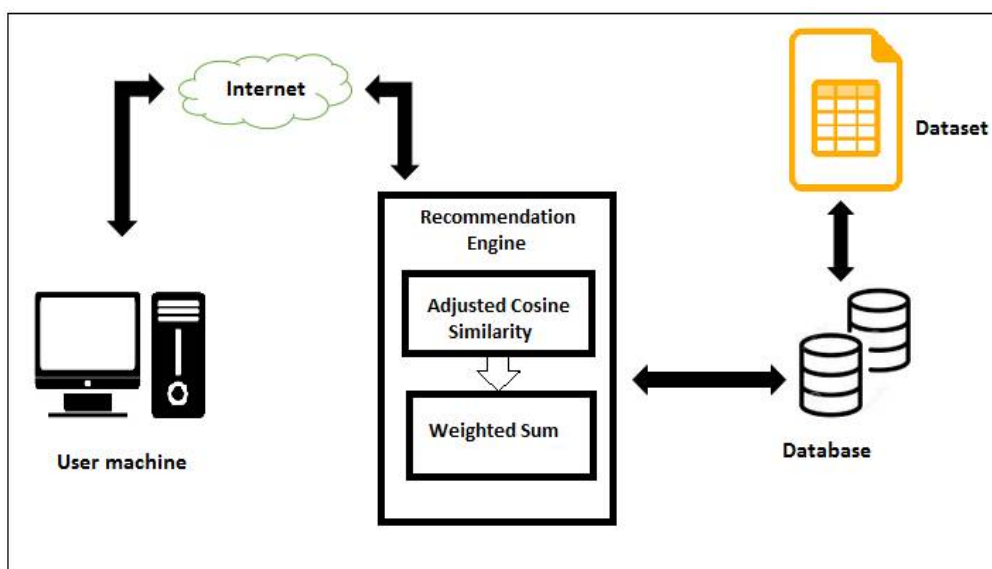 Internet
Dataset
Recommendation
Engine
Adjusted Cosine
Similarity
Weighted Sum
User machine
Database